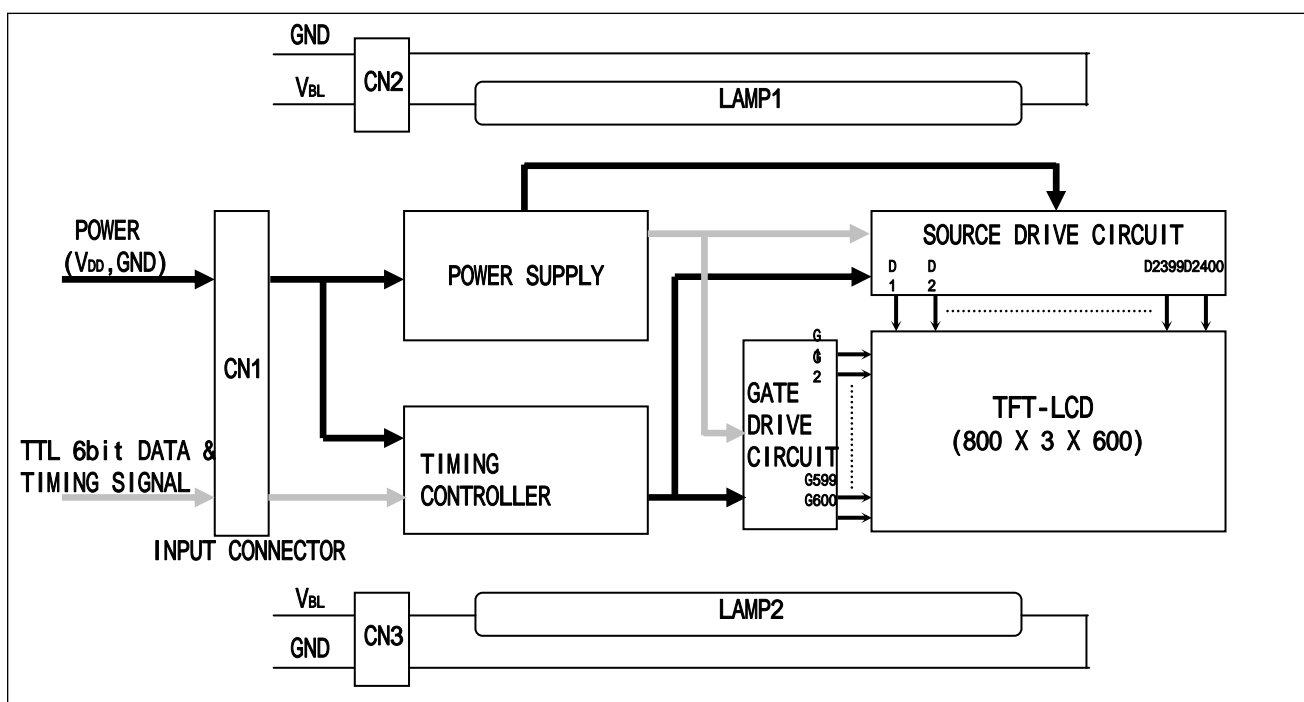 GND
VBL
CN2
LAMP1
POWER
(VDD,GND)
CN1
POWER SUPPLY
SOURCE DRIVE CIRCUIT
D
1
D
2
D2399D2400
G
1
G
2
GATE
DRIVE
CIRCUIT
G599
G600
TFT-LCD
(800 X 3 X 600)
TTL 6bit DATA &
TIMING SIGNAL
TIMING
CONTROLLER
INPUT CONNECTOR
VBL
GND
CN3
LAMP2